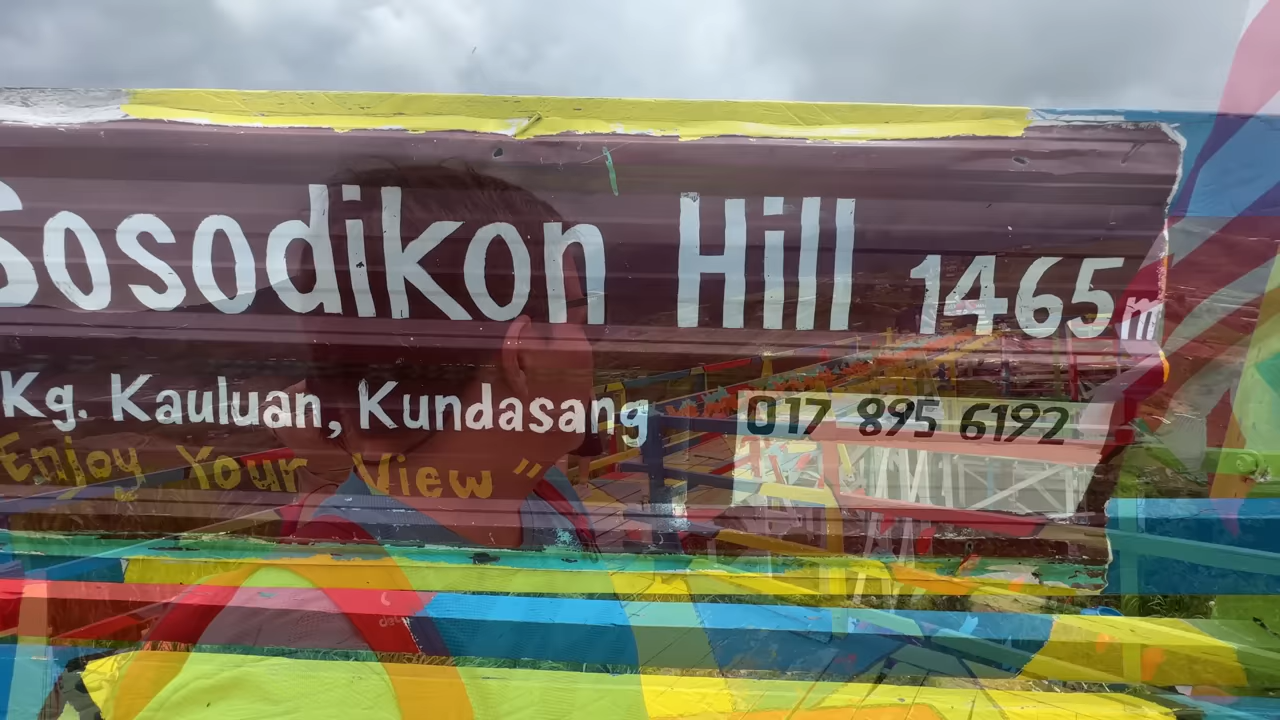 Sosodikon Hill 1465m
Kg. Kauluan, Kundasang 017 895 6192
Enjoy Your View "